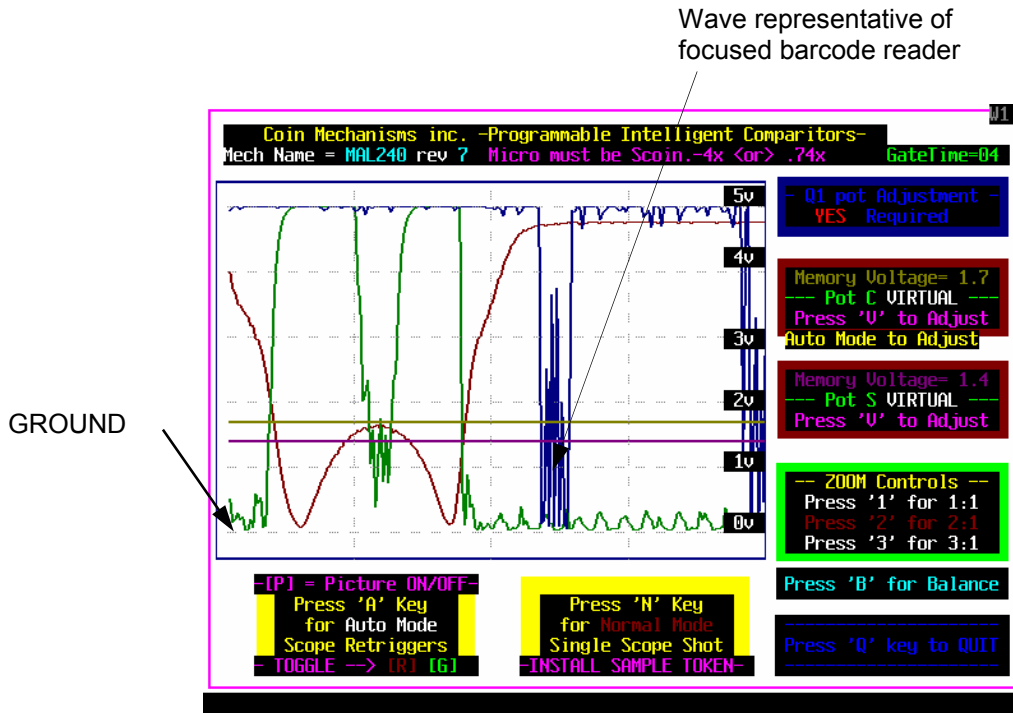 Wave representative of
focused barcode reader
W1
Coin Mechanisms inc. -Programmable Intelligent Comparitors-
Mech Name = MAL240 rev 7 Micro must be Scoin.-4x <or> .74x GateTime=04
5v
4v
3v
2v
1v
0v
GROUND
- Q1 pot Adjustment -
YES Required
Memory Voltage= 1.7
--- Pot C VIRTUAL ---
Press 'V' to Adjust
Auto Mode to Adjust
Memory Voltage= 1.4
--- Pot S VIRTUAL ---
Press 'V' to Adjust
-- ZOOM Controls --
Press '1' for 1:1
Press '2' for 2:1
Press '3' for 3:1
Press 'B' for Balance
Press 'Q' key to QUIT
-[P] = Picture ON/OFF-
Press 'A' Key
for Auto Mode
Scope Retriggers
- TOGGLE --> [R] [G]
Press 'N' Key
for Normal Mode
Single Scope Shot
-INSTALL SAMPLE TOKEN-